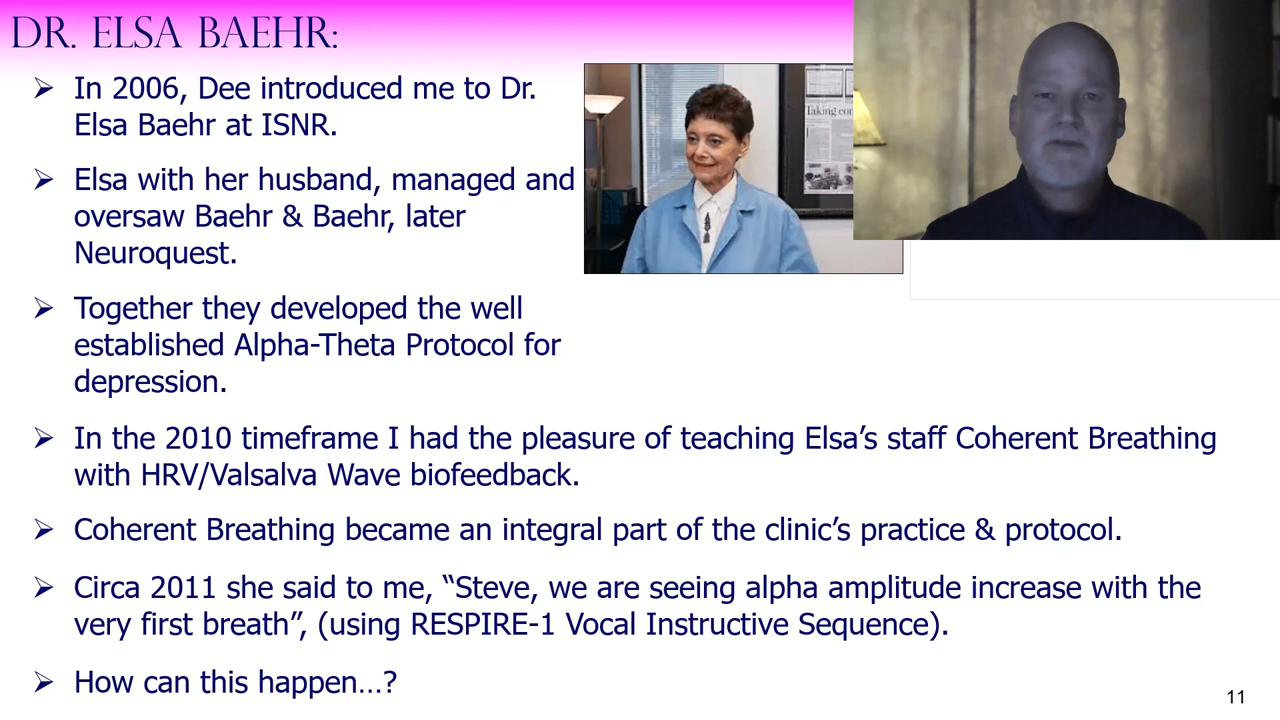 DR. ELSA BAEHR:
➢ In 2006, Dee introduced me to Dr.
Elsa Baehr at ISNR.
➢ Elsa with her husband, managed and
oversaw Baehr & Baehr, later
Neuroquest.
➢ Together they developed the well
established Alpha-Theta Protocol for
depression.
➢ In the 2010 timeframe I had the pleasure of teaching Elsa’s staff Coherent Breathing
with HRV/Valsalva Wave biofeedback.
➢ Coherent Breathing became an integral part of the clinic’s practice & protocol.
➢ Circa 2011 she said to me, “Steve, we are seeing alpha amplitude increase with the
very first breath”, (using RESPIRE-1 Vocal Instructive Sequence).
➢ How can this happen…?
Taking
11